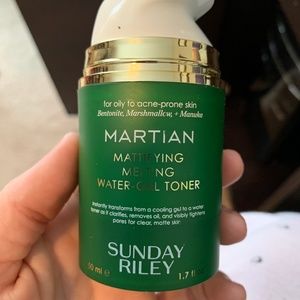 for oily to acne-prone skin
Bentonite, Marshmallow, + Manuka
MARTIAN
MATTIFYING
MELTING
WATER-GEL TONER
instantly transforms from a cooling gel to a water
toner as it clarifies, removes oil, and visibly tightens
pores for clear, matte skin
SUNDAY
RILEY
50 ml
1.7 fl